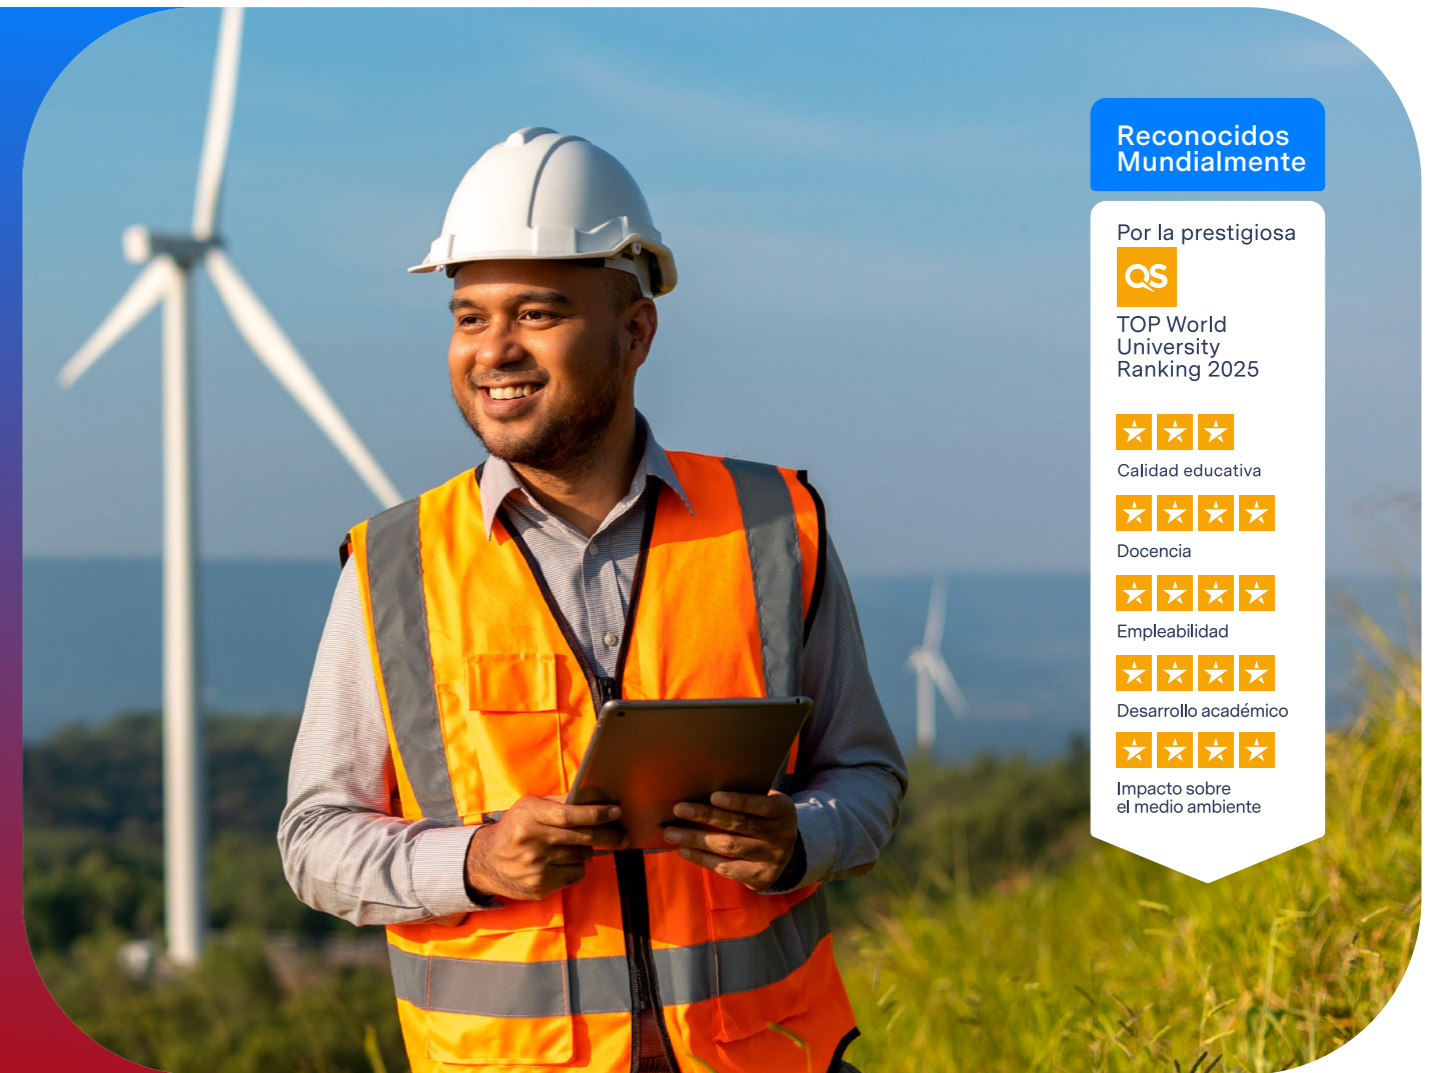 Reconocidos
Mundialmente
Por la prestigiosa
QS
TOP World
University
Ranking 2025
Calidad educativa
Docencia
Empleabilidad
Desarrollo académico
Impacto sobre
el medio ambiente